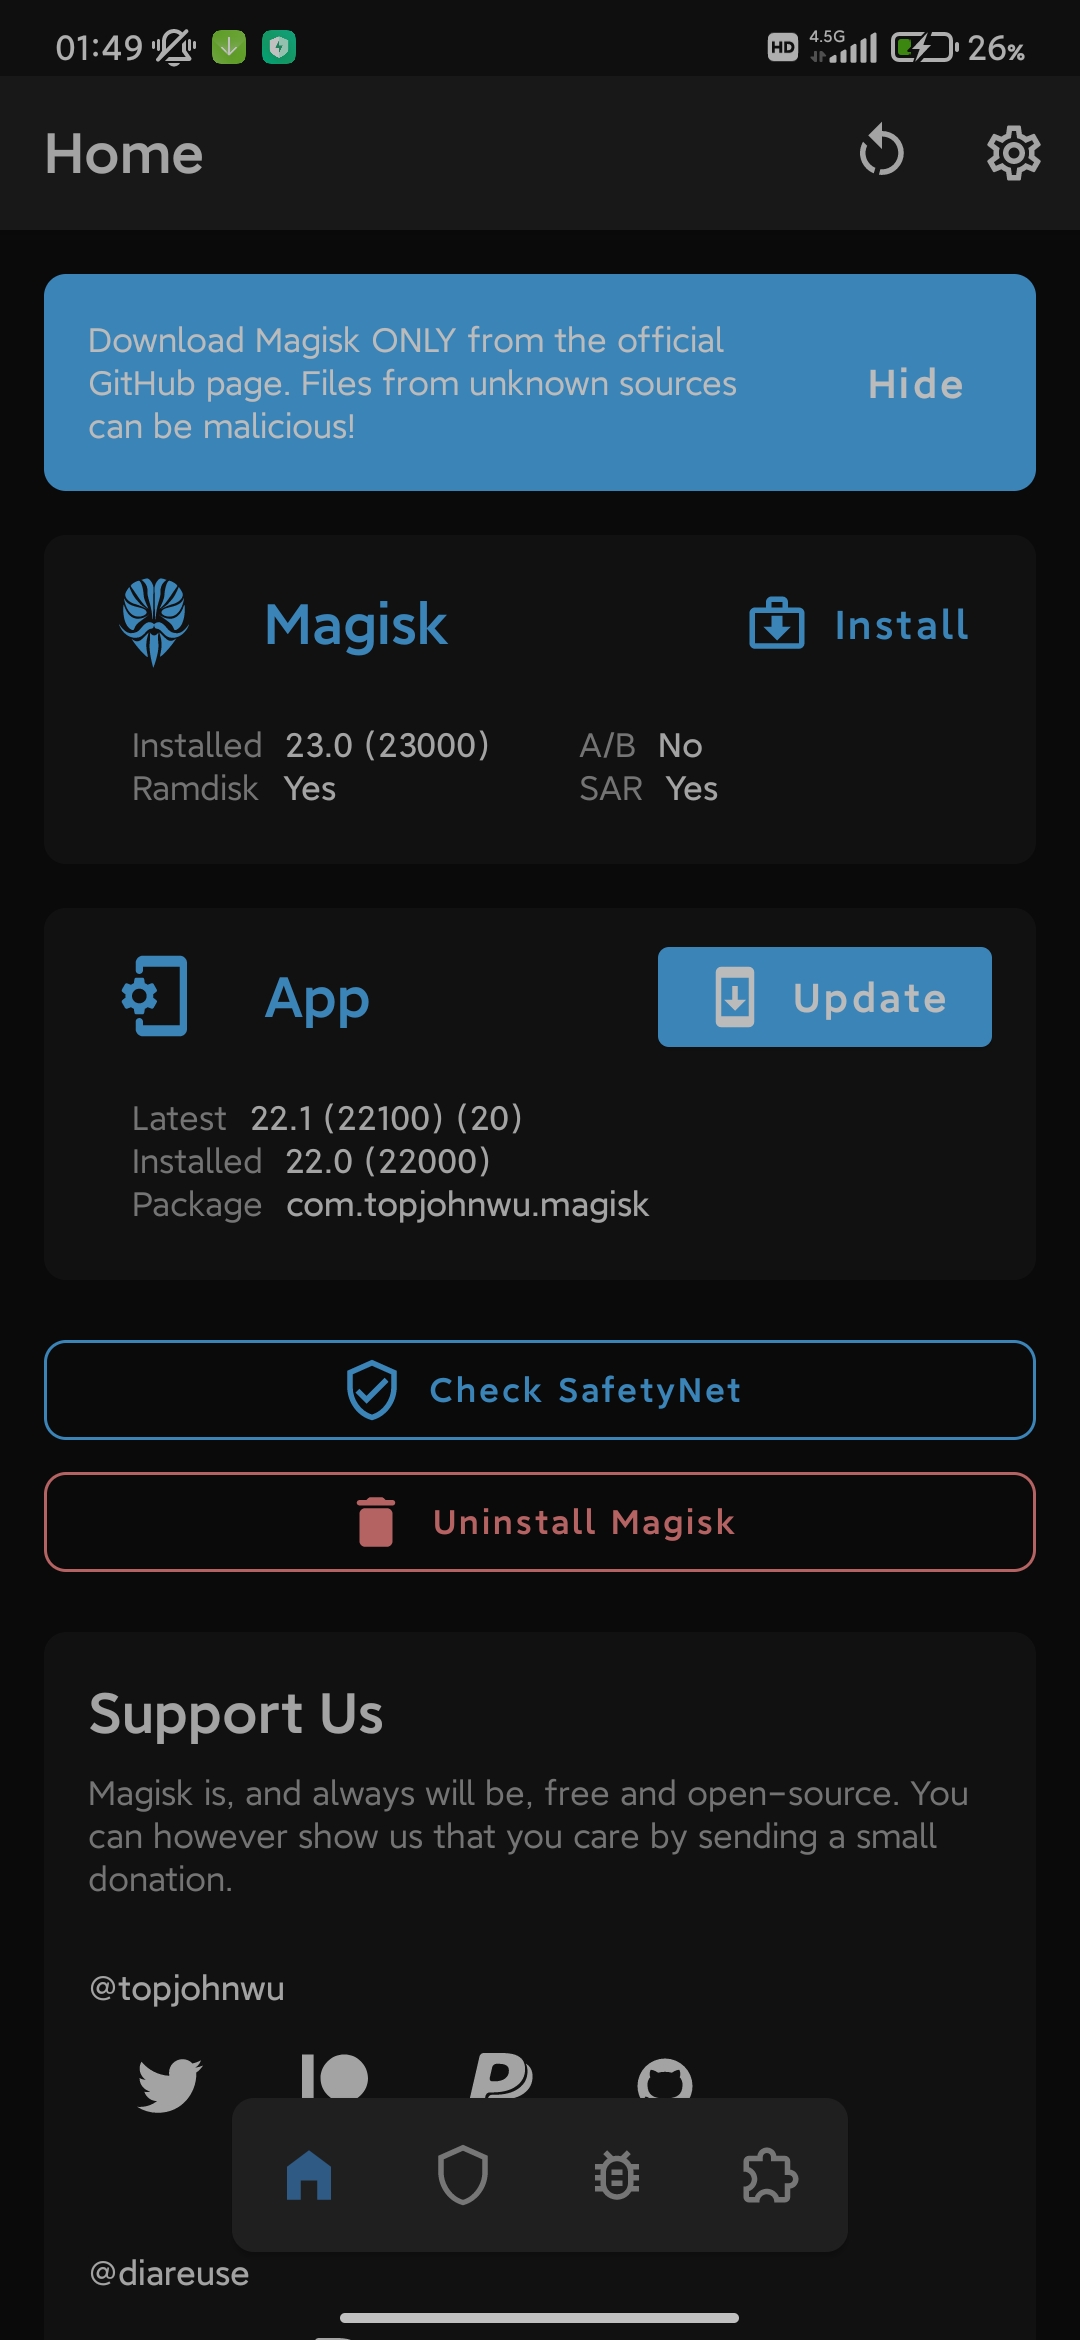 01:49
HD 4.5G 26%
Home
Download Magisk ONLY from the official
GitHub page. Files from unknown sources
can be malicious!
Hide
Magisk
Install
Installed 23.0 (23000)
A/B No
Ramdisk Yes
SAR Yes
App
Update
Latest 22.1 (22100) (20)
Installed 22.0 (22000)
Package com.topjohnwu.magisk
Check SafetyNet
Uninstall Magisk
Support Us
Magisk is, and always will be, free and open-source. You
can however show us that you care by sending a small
donation.
@topjohnwu
@diareuse